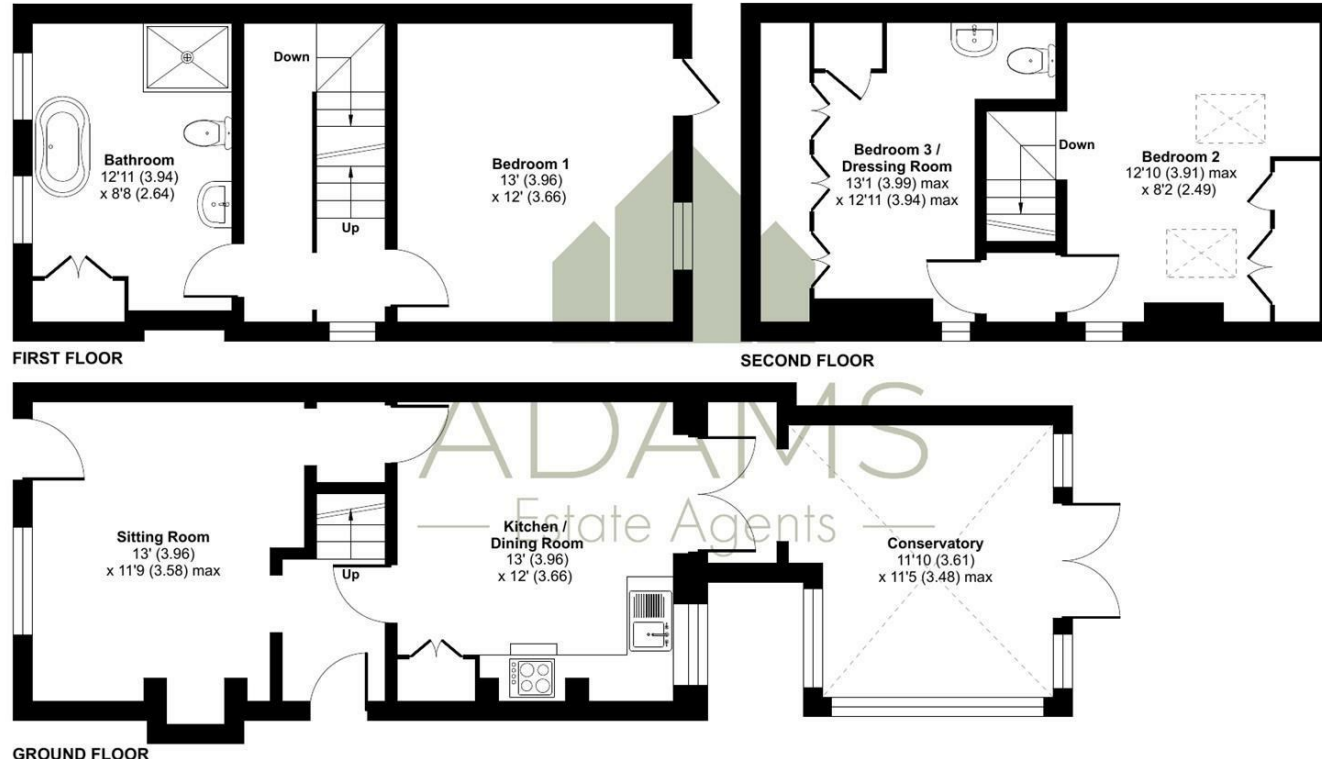 Down
Up
Bathroom
12'11 (3.94)
x 8'8 (2.64)
Bedroom 1
13' (3.96)
x 12' (3.66)
FIRST FLOOR
Bedroom 3 /
Dressing Room
13'1 (3.99) max
x 12'11 (3.94) max
Down
Bedroom 2
12'10 (3.91) max
x 8'2 (2.49)
SECOND FLOOR
ADAMS
Estate Agents
Sitting Room
13' (3.96)
x 11'9 (3.58) max
Up
Kitchen /
Dining Room
13' (3.96)
x 12' (3.66)
Conservatory
11'10 (3.61)
x 11'5 (3.48) max
GROUND FLOOR